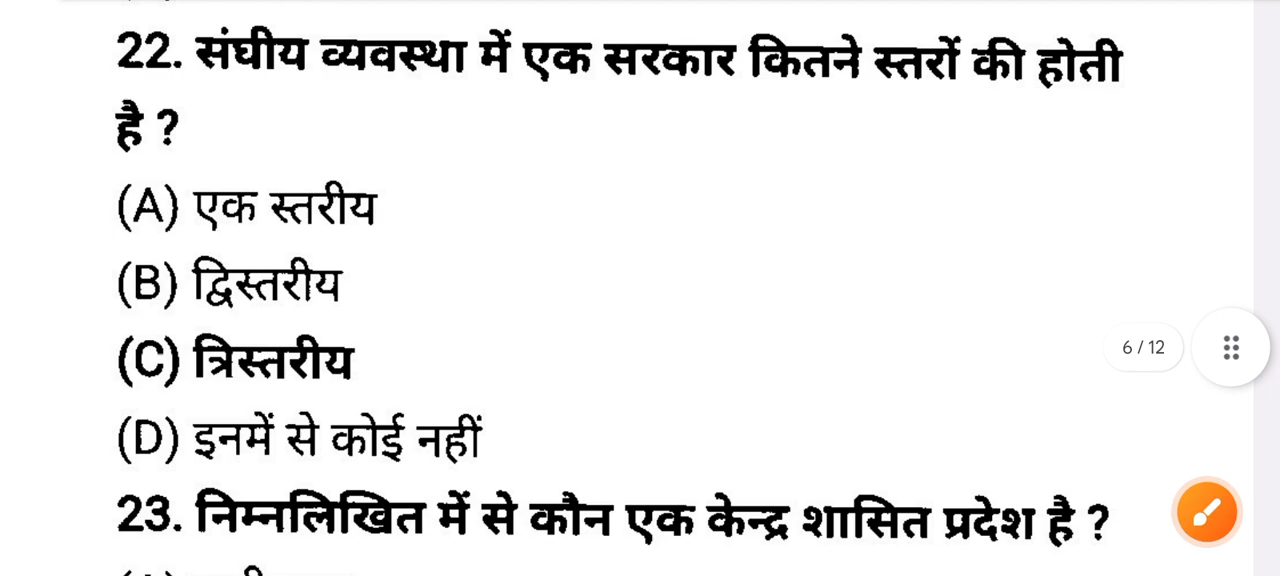 22. संघीय व्यवस्था में एक सरकार कितने स्तरों की होती
है ?
(A) एक स्तरीय
(B) द्विस्तरीय
(C) त्रिस्तरीय
6 / 12
(D) इनमें से कोई नहीं
23. निम्नलिखित में से कौन एक केन्द्र शासित प्रदेश है ?